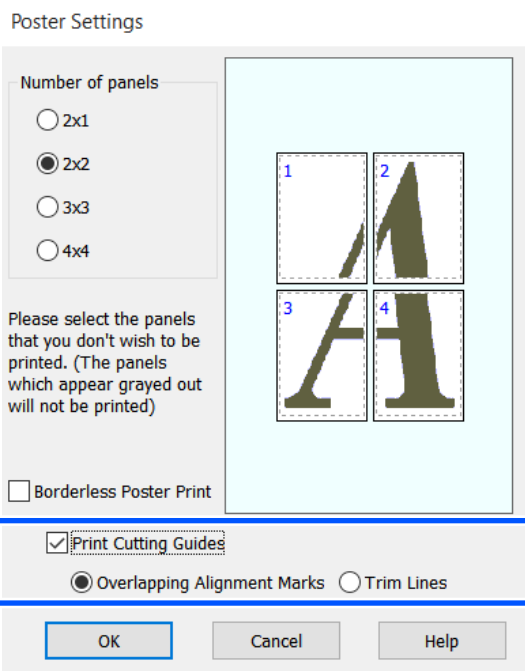 Poster Settings
Number of panels
2x1
2x2
3x3
4x4
1
2
3
4
Please select the panels
that you don't wish to be
printed. (The panels
which appear grayed out
will not be printed)
Borderless Poster Print
Print Cutting Guides
Overlapping Alignment Marks Trim Lines
OK Cancel Help